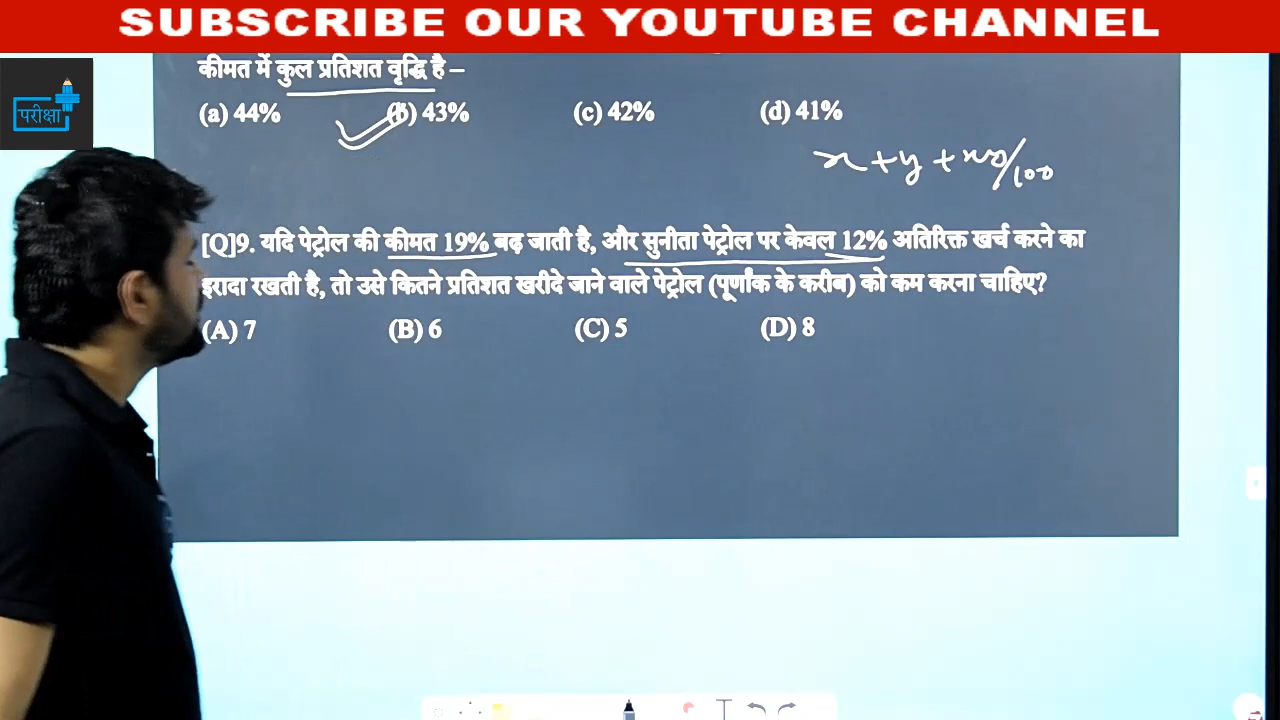 SUBSCRIBE OUR YOUTUBE CHANNEL
परीक्षा
कीमत में कुल प्रतिशत वृद्धि है –
(a) 44% (b) 43% (c) 42% (d) 41%
x + y + xy/100
[Q]9. यदि पेट्रोल की कीमत 19% बढ़ जाती है, और सुनीता पेट्रोल पर केवल 12% अतिरिक्त खर्च करने का
इरादा रखती है, तो उसे कितने प्रतिशत खरीदे जाने वाले पेट्रोल (पूर्णांक के करीब) को कम करना चाहिए?
(A) 7 (B) 6 (C) 5 (D) 8